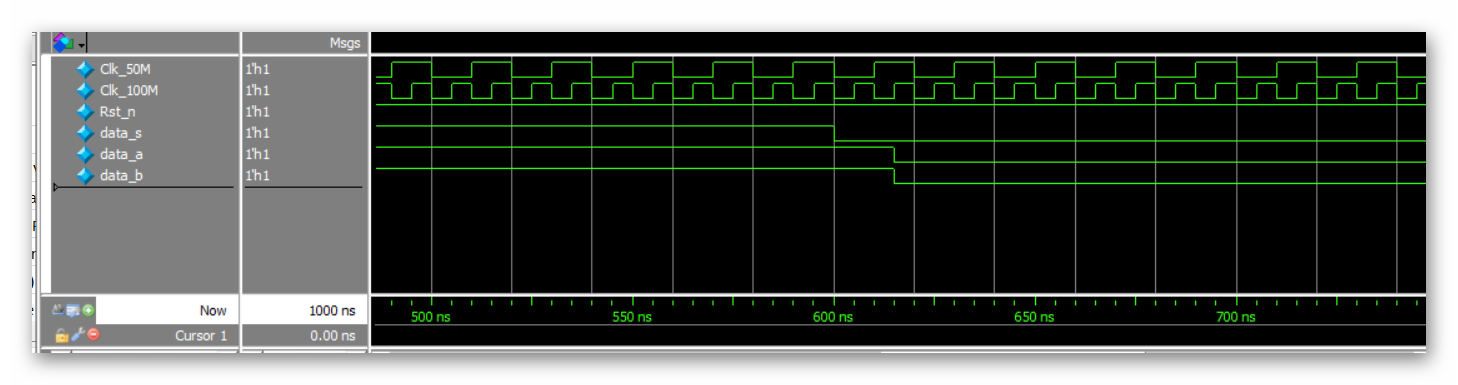 Msgs
Clk_50M 1'h1
Clk_100M 1'h1
Rst_n 1'h1
data_s 1'h1
data_a 1'h1
data_b 1'h1
Now 1000 ns
500 ns 550 ns 600 ns 650 ns 700 ns
Cursor 1 0.00 ns